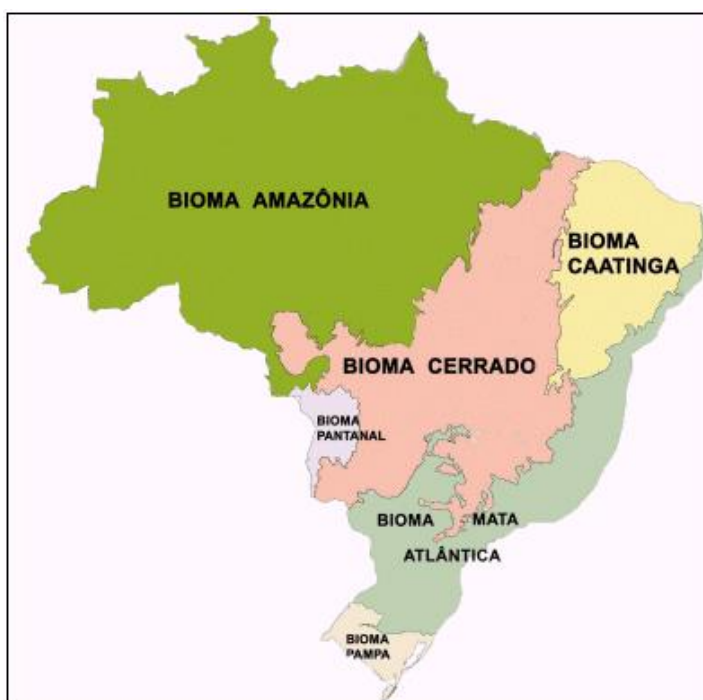 BIOMA AMAZÔNIA
BIOMA
CAATINGA
BIOMA CERRADO
BIOMA
PANTANAL
BIOMA MATA
ATLÂNTICA
BIOMA
PAMPA